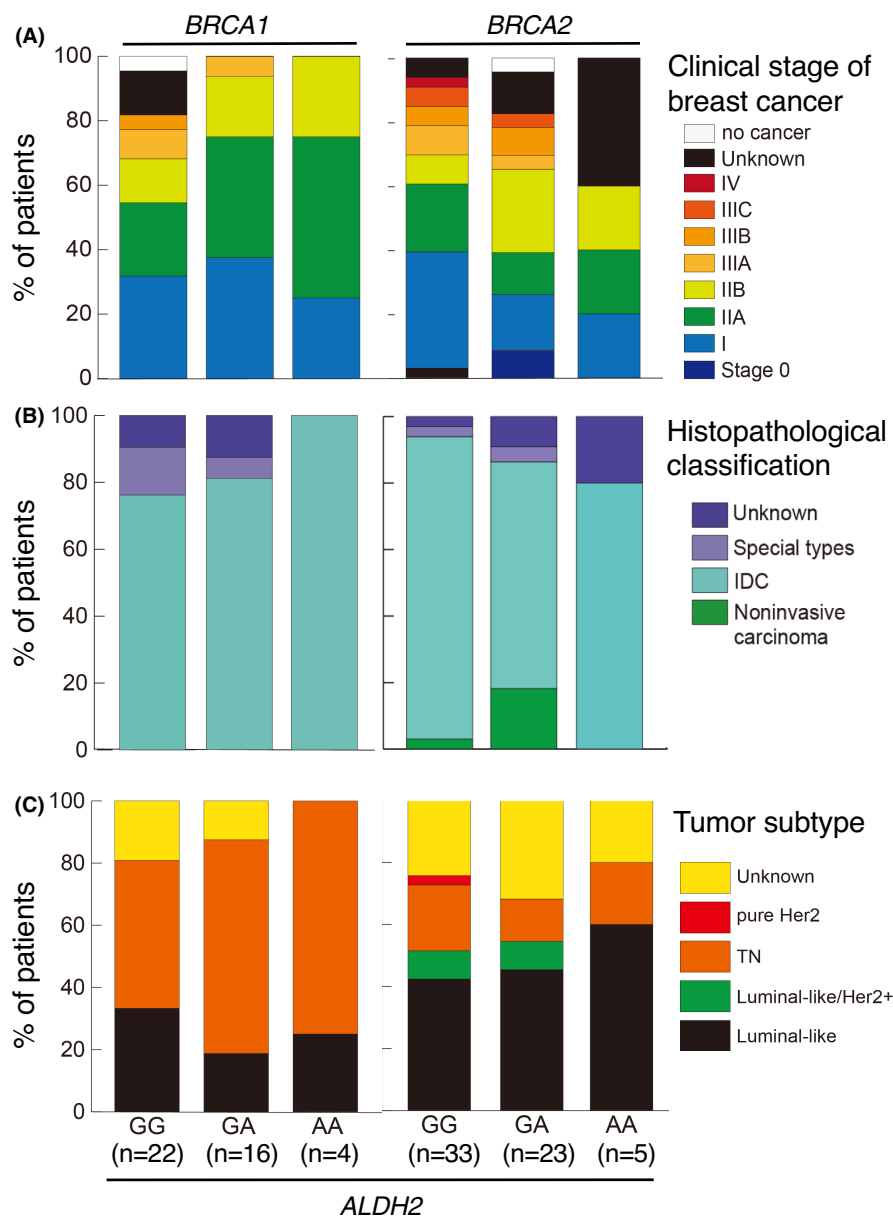 (A)
BRCA1
BRCA2
100
80
60
40
20
0
% of patients
Clinical stage of
breast cancer
no cancer
Unknown
IV
IIIC
IIIB
IIIA
IIB
IIA
I
Stage 0
(B)
100
80
60
40
20
0
% of patients
Histopathological
classification
Unknown
Special types
IDC
Noninvasive
carcinoma
(C)
100
80
60
40
20
0
% of patients
Tumor subtype
Unknown
pure Her2
TN
Luminal-like/Her2+
Luminal-like
GG GA AA GG GA AA
(n=22) (n=16) (n=4) (n=33) (n=23) (n=5)
ALDH2